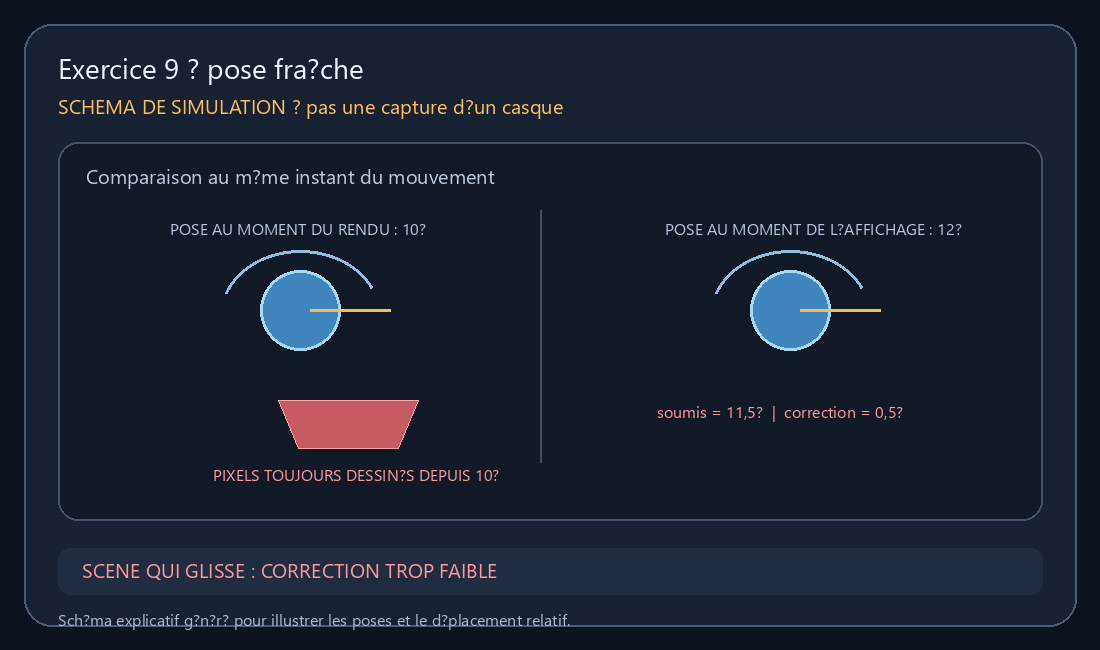 Exercice 9 ? pose fra?che
SCHEMA DE SIMULATION ? pas une capture d?un casque
Comparaison au m?me instant du mouvement
POSE AU MOMENT DU RENDU : 10?
POSE AU MOMENT DE L?AFFICHAGE : 12?
soumis = 11,5? | correction = 0,5?
PIXELS TOUJOURS DESSIN?S DEPUIS 10?
SCENE QUI GLISSE : CORRECTION TROP FAIBLE
Sch?ma explicatif g?n?r? pour illustrer les poses et le d?placement relatif.